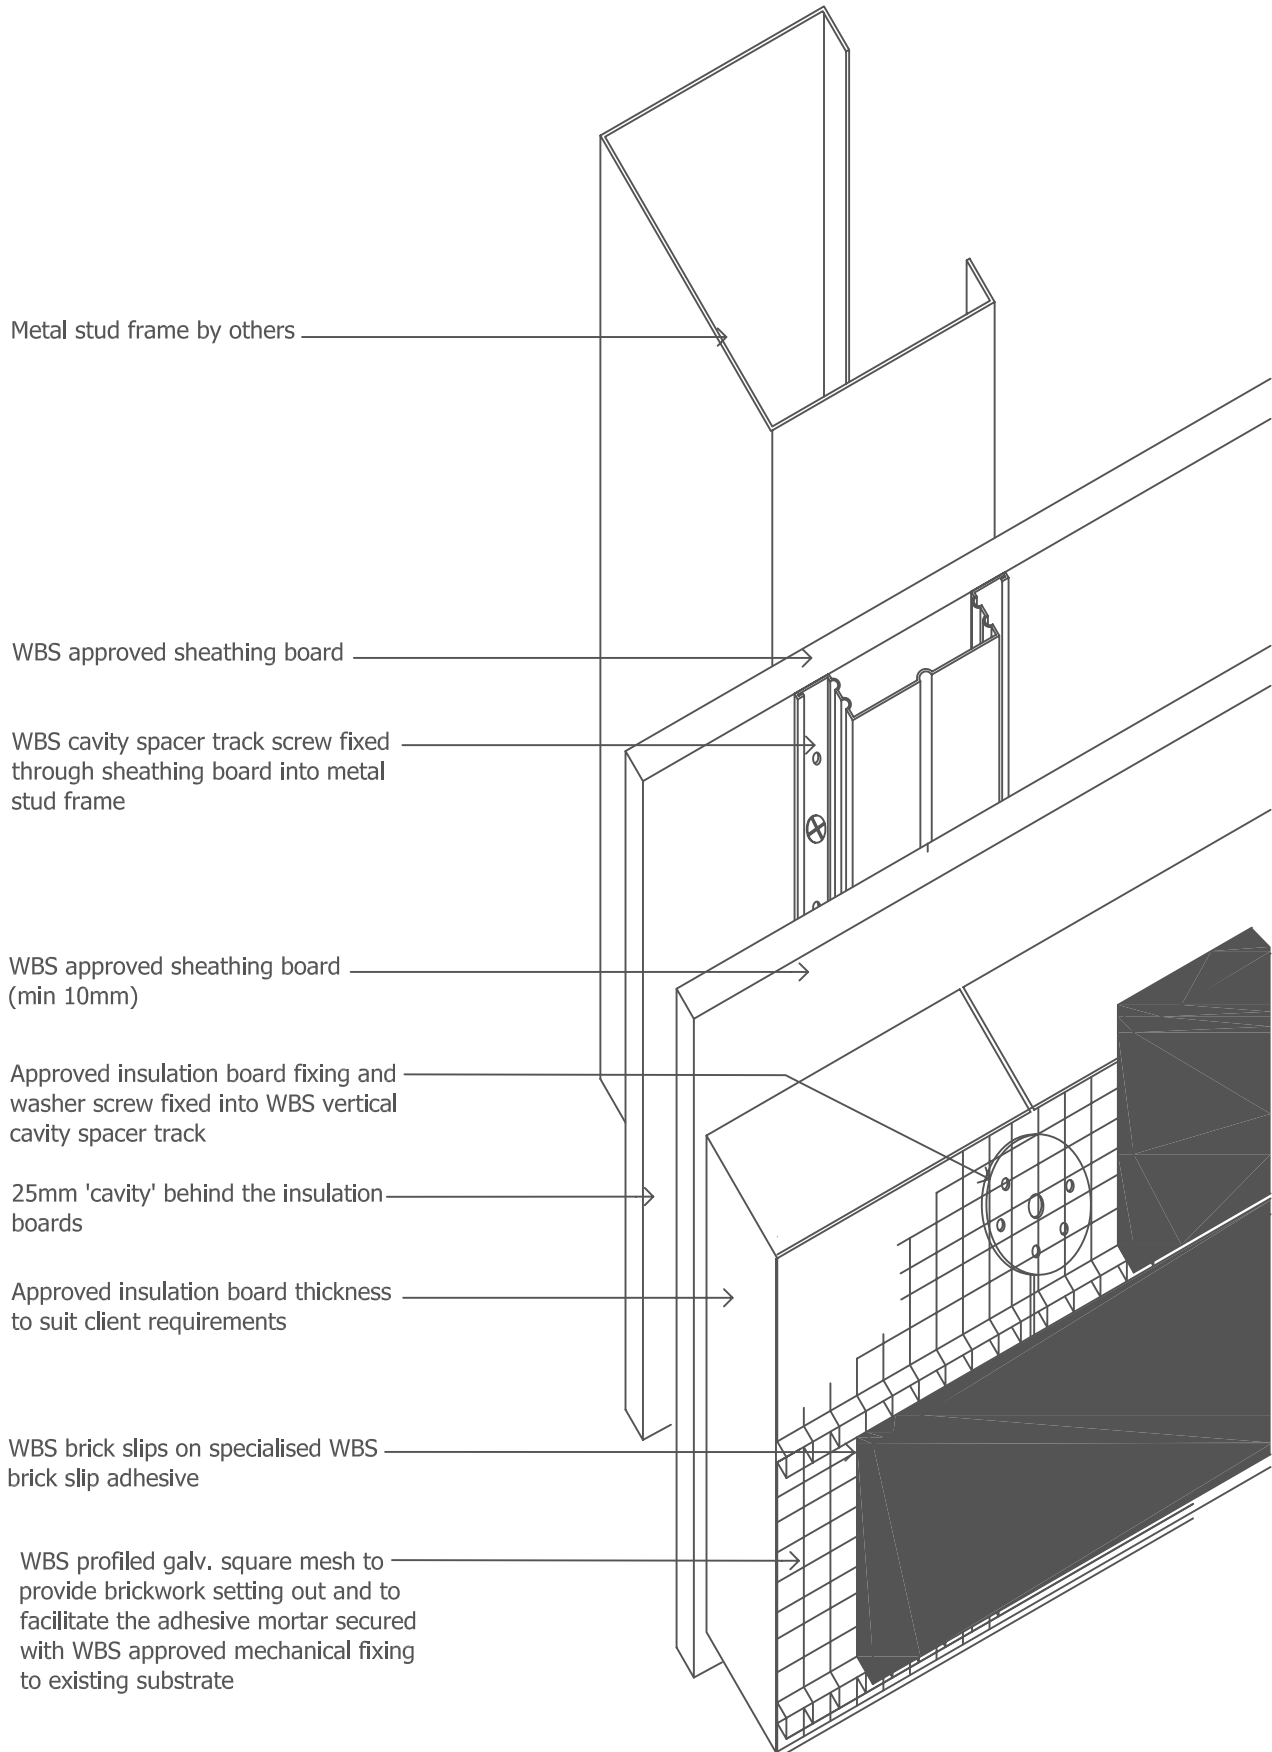 Metal stud frame by others
WBS approved sheathing board
WBS cavity spacer track screw fixed
through sheathing board into metal
stud frame
WBS approved sheathing board
(min 10mm)
Approved insulation board fixing and
washer screw fixed into WBS vertical
cavity spacer track
25mm 'cavity' behind the insulation
boards
Approved insulation board thickness
to suit client requirements
WBS brick slips on specialised WBS
brick slip adhesive
WBS profiled galv. square mesh to
provide brickwork setting out and to
facilitate the adhesive mortar secured
with WBS approved mechanical fixing
to existing substrate